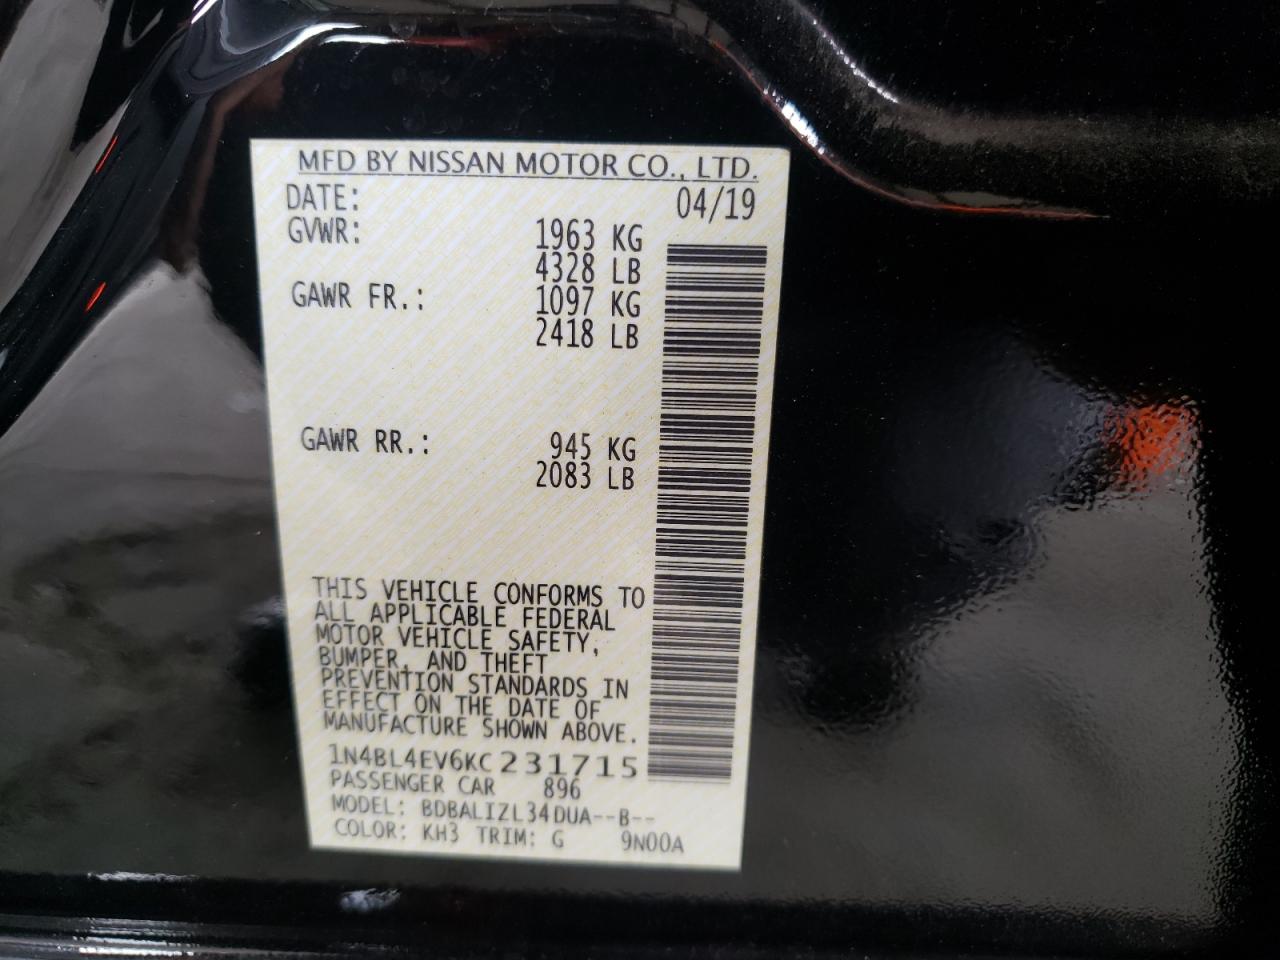 MFD BY NISSAN MOTOR CO., LTD.
DATE: 04/19
GVWR: 1963 KG
4328 LB
GAWR FR.: 1097 KG
2418 LB
GAWR RR.: 945 KG
2083 LB
THIS VEHICLE CONFORMS TO
ALL APPLICABLE FEDERAL
MOTOR VEHICLE SAFETY,
BUMPER, AND THEFT
PREVENTION STANDARDS IN
EFFECT ON THE DATE OF
MANUFACTURE SHOWN ABOVE.
1N4BL4EV6KC231715
PASSENGER CAR 896
MODEL: BDBALIZL34DUA--B--
COLOR: KH3 TRIM: G 9N00A